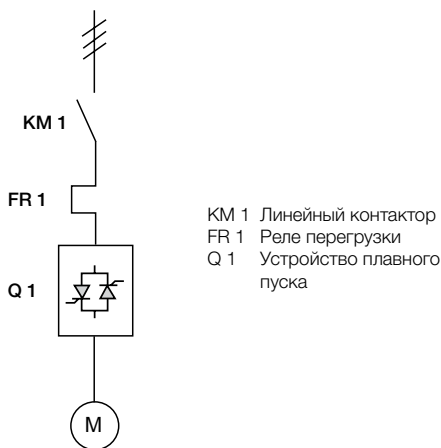 KM 1
FR 1
Q 1
M
KM 1 Линейный контактор
FR 1 Реле перегрузки
Q 1 Устройство плавного
пуска